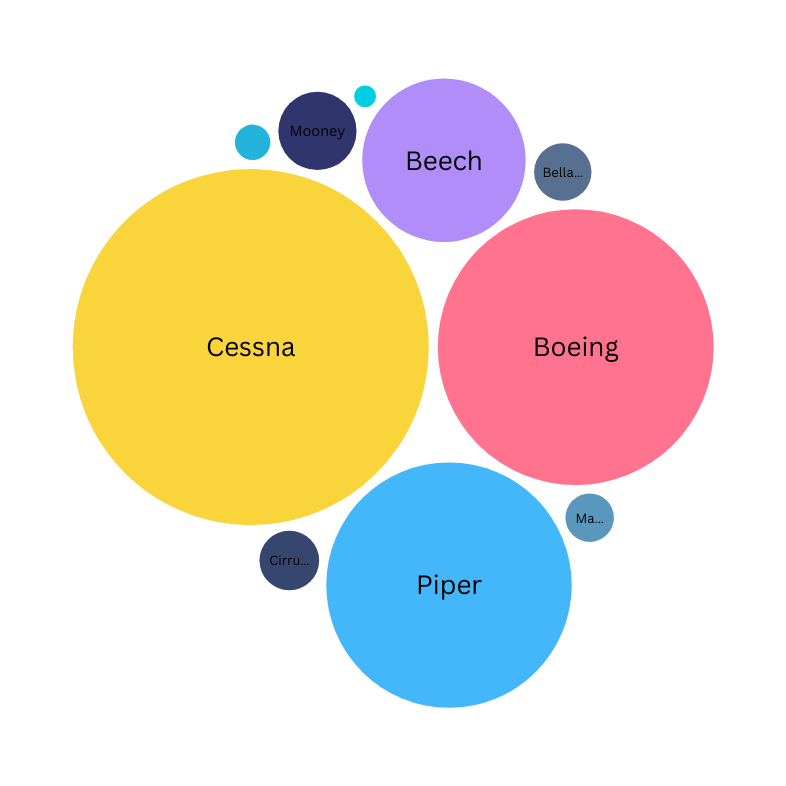 Mooney
Beech
Bella...
Cessna
Boeing
Ma...
Cirru...
Piper